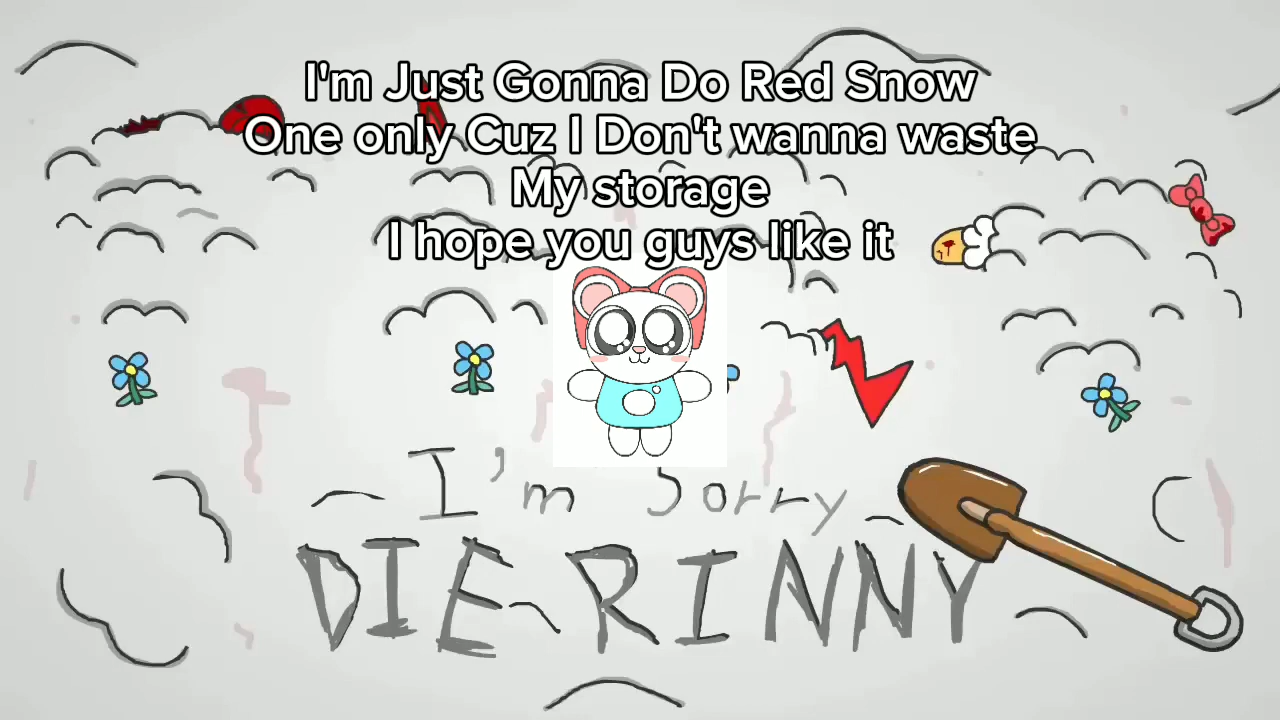 I'm Just Gonna Do Red Snow
One only Cuz I Don't wanna waste
My storage
I hope you guys like it
I'm Sorry
DIE RINNY